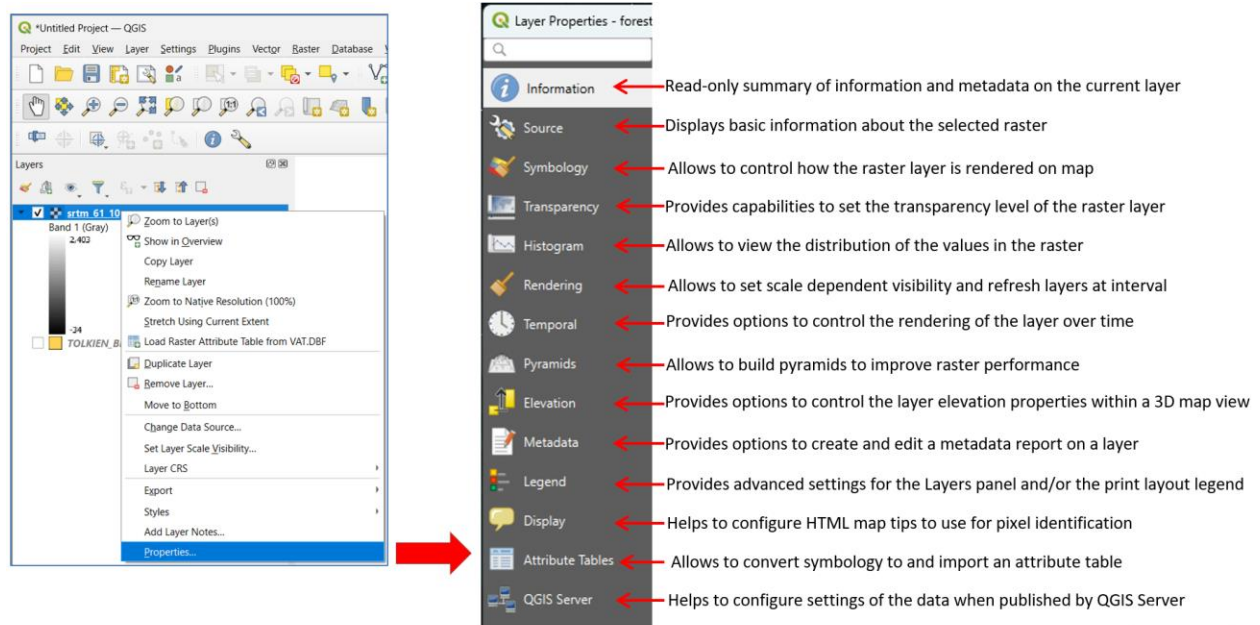 *Untitled Project — QGIS
Project Edit View Layer Settings Plugins Vector Raster Database
Layers
srtm_61_10
Band 1 (Gray)
2.403
-34
TOLKIEN_B
Zoom to Layer(s)
Show in Overview
Copy Layer
Rename Layer
Zoom to Native Resolution (100%)
Stretch Using Current Extent
Load Raster Attribute Table from VAT.DBF
Duplicate Layer
Remove Layer...
Move to Bottom
Change Data Source...
Set Layer Scale Visibility...
Layer CRS
Export
Styles
Add Layer Notes...
Properties...
Layer Properties - forest
Information Read-only summary of information and metadata on the current layer
Source Displays basic information about the selected raster
Symbology Allows to control how the raster layer is rendered on map
Transparency Provides capabilities to set the transparency level of the raster layer
Histogram Allows to view the distribution of the values in the raster
Rendering Allows to set scale dependent visibility and refresh layers at interval
Temporal Provides options to control the rendering of the layer over time
Pyramids Allows to build pyramids to improve raster performance
Elevation Provides options to control the layer elevation properties within a 3D map view
Metadata Provides options to create and edit a metadata report on a layer
Legend Provides advanced settings for the Layers panel and/or the print layout legend
Display Helps to configure HTML map tips to use for pixel identification
Attribute Tables Allows to convert symbology to and import an attribute table
QGIS Server Helps to configure settings of the data when published by QGIS Server